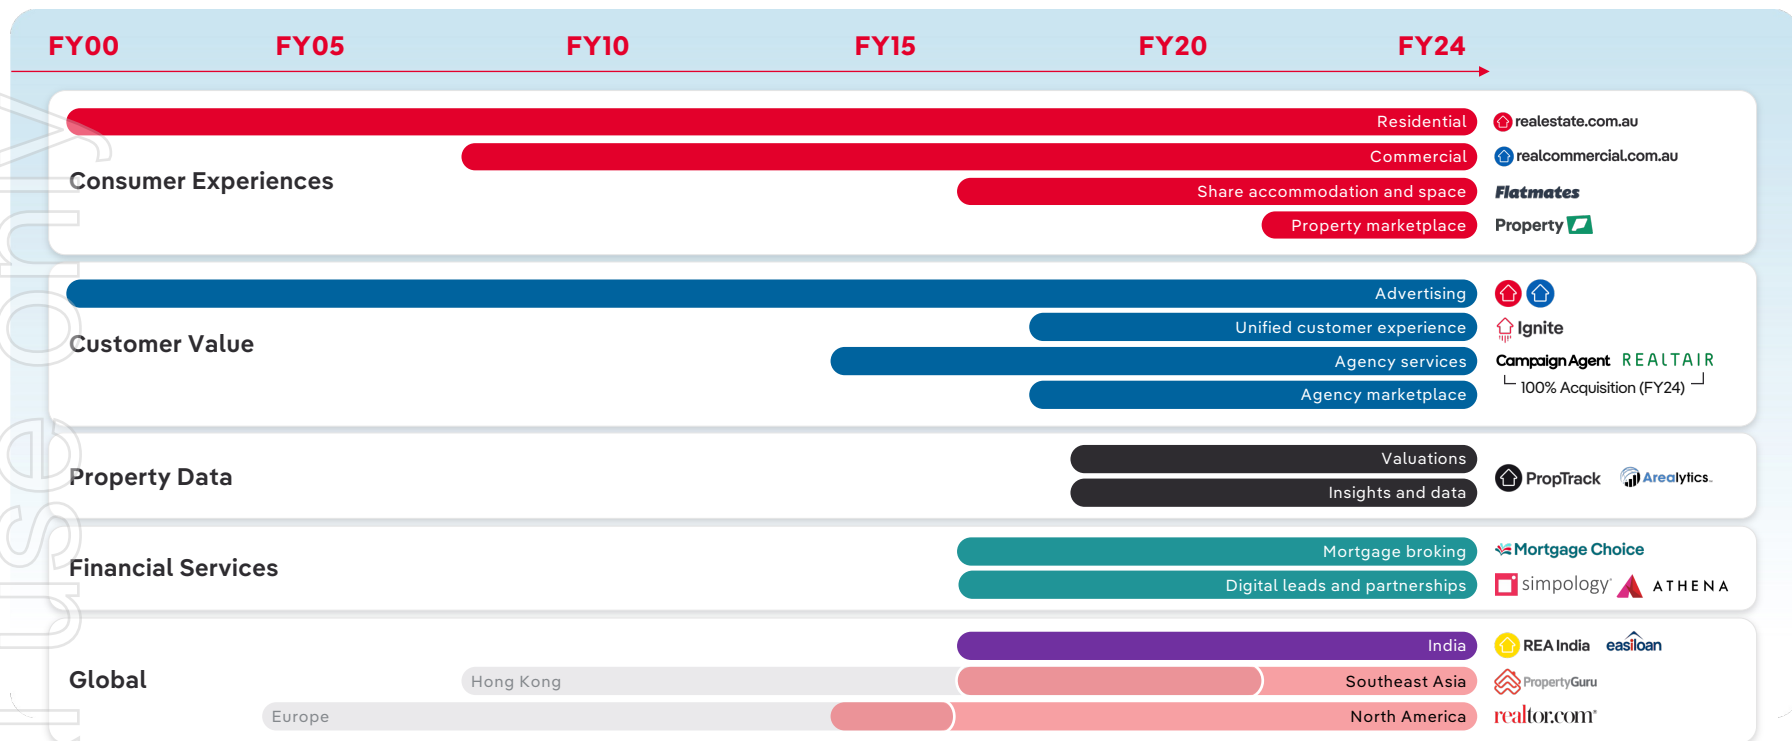 FY00 FY05 FY10 FY15 FY20 FY24
Consumer Experiences
Residential realestate.com.au
Commercial realcommercial.com.au
Share accommodation and space Flatmates
Property marketplace Property
Customer Value
Advertising
Unified customer experience Ignite
Agency services Campaign Agent REALTAIR
100% Acquisition (FY24)
Agency marketplace
Property Data
Valuations
Insights and data
PropTrack Arealytics
Financial Services
Mortgage broking Mortgage Choice
Digital leads and partnerships simpology ATHENA
Global
India REA India easiloan
Hong Kong Southeast Asia PropertyGuru
Europe North America realtor.com®
use only